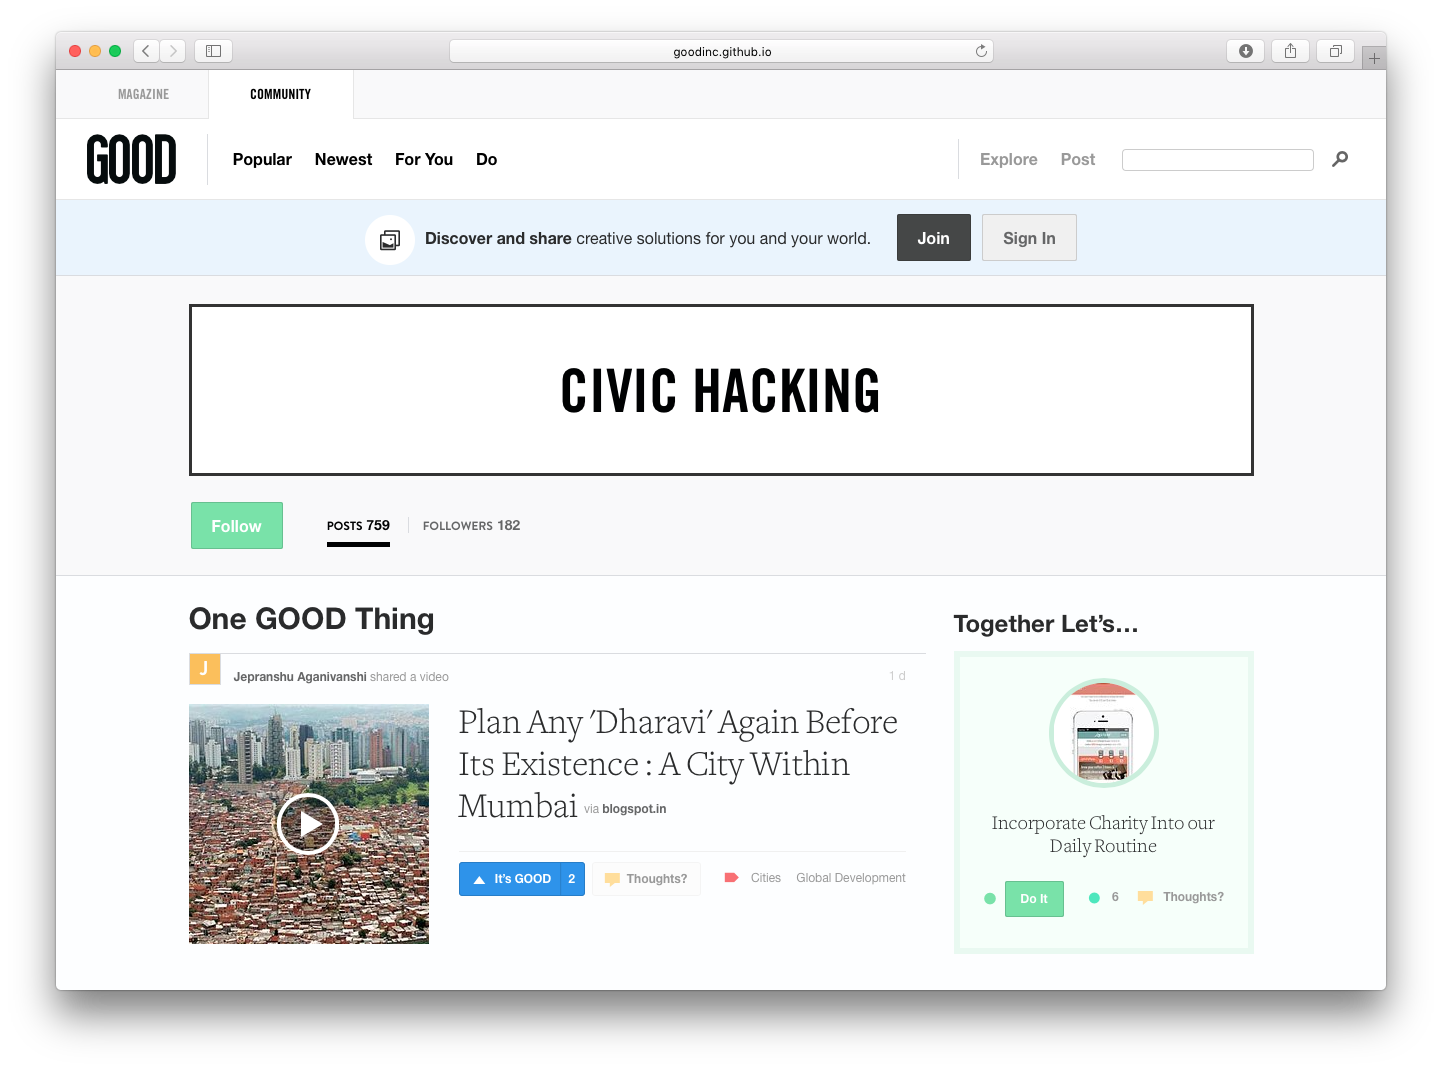 goodinc.github.io
MAGAZINE COMMUNITY
GOOD Popular Newest For You Do Explore Post
Discover and share creative solutions for you and your world. Join Sign In
CIVIC HACKING
Follow POSTS 759 FOLLOWERS 182
One GOOD Thing
J Jepranshu Aganivanshi shared a video 1 d
Plan Any 'Dharavi' Again Before
Its Existence : A City Within
Mumbai via blogspot.in
It's GOOD 2 Thoughts? Cities Global Development
Together Let's...
Incorporate Charity Into our
Daily Routine
Do It 6 Thoughts?